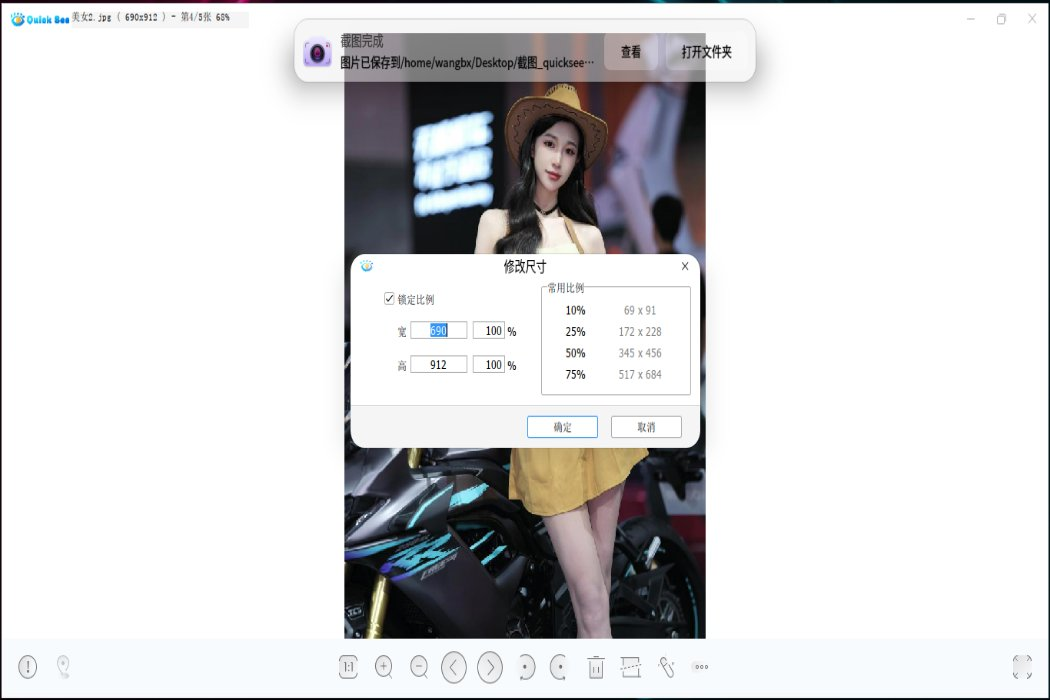 Quick See 美女2.jpg ( 690x912 ) - 第4/5张 68%
截图完成
图片已保存到/home/wangbx/Desktop/截图_quicksee…
查看
打开文件夹
修改尺寸
X
锁定比例
宽 690 100 %
高 912 100 %
常用比例
10% 69 x 91
25% 172 x 228
50% 345 x 456
75% 517 x 684
确定
取消
1:1